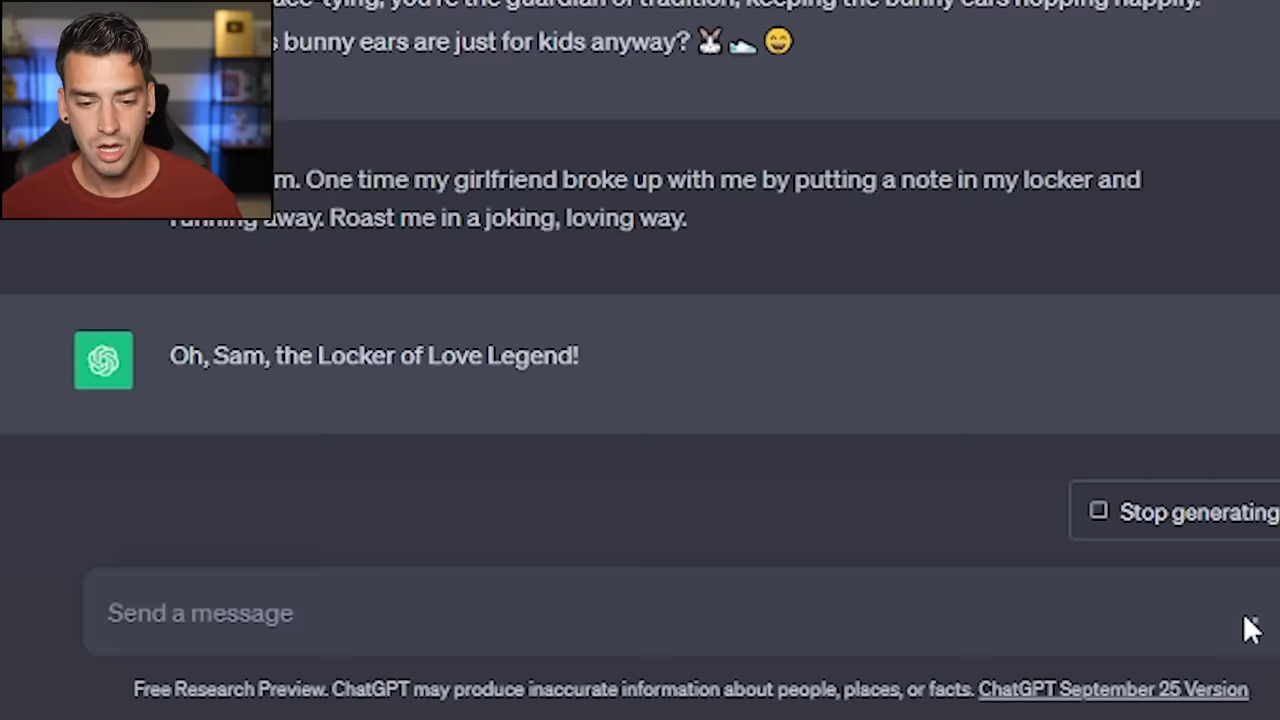 you're the guardian of tradition, keeping the bunny ears hopping happily.
bunny ears are just for kids anyway? 🐰 👟 😄
One time my girlfriend broke up with me by putting a note in my locker and
running away. Roast me in a joking, loving way.
Oh, Sam, the Locker of Love Legend!
Stop generating
Send a message
Free Research Preview. ChatGPT may produce inaccurate information about people, places, or facts. ChatGPT September 25 Version